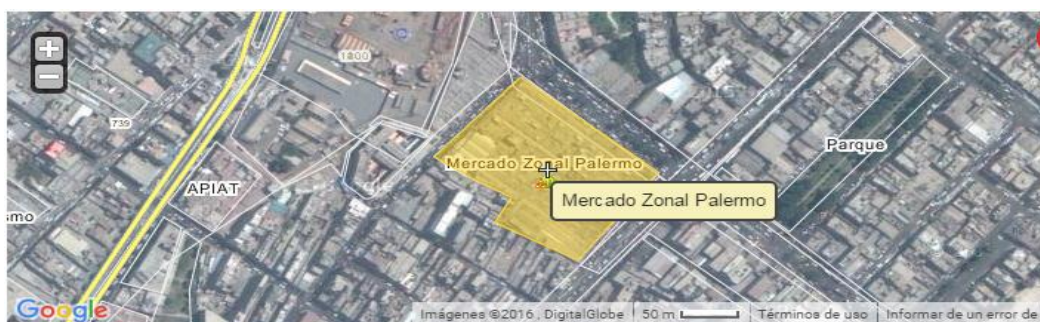 +
1800
−
739
Mercado Zonal Palermo
Parque
APIAT
Mercado Zonal Palermo
smo
Google
Imágenes ©2016 , DigitalGlobe
50 m
Términos de uso
Informar de un error de